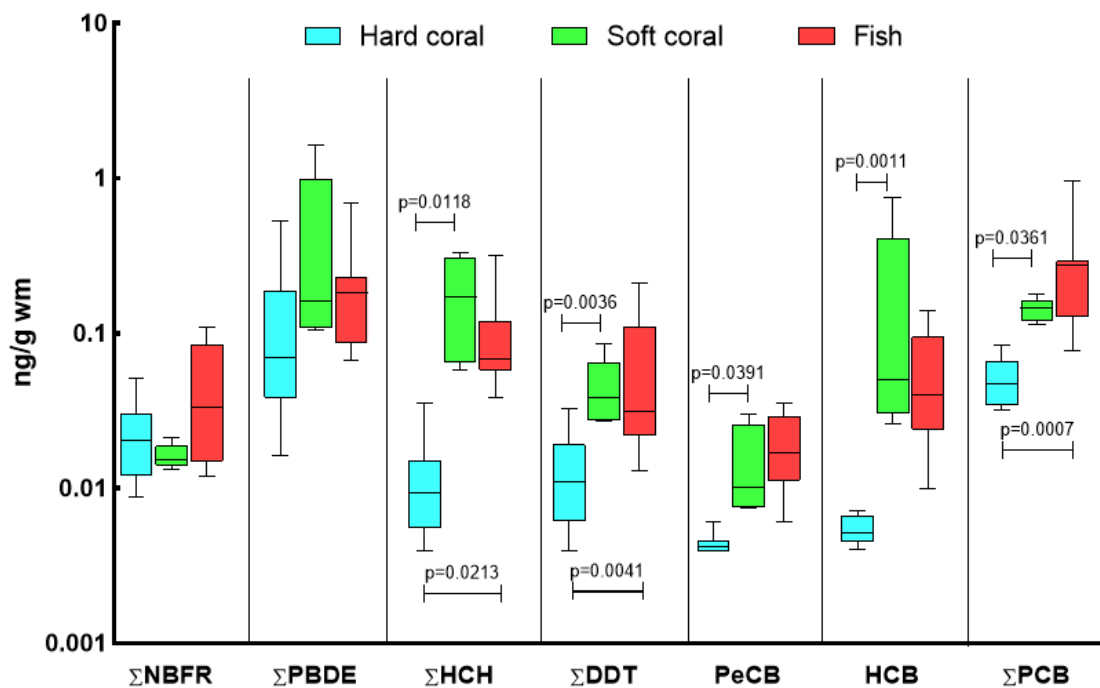 10
Hard coral
Soft coral
Fish
1
0.1
0.01
0.001
ng/g wm
p=0.0118
p=0.0213
p=0.0036
p=0.0041
p=0.0391
p=0.0011
p=0.0361
p=0.0007
ΣNBFR
ΣPBDE
ΣHCH
ΣDDT
PeCB
HCB
ΣPCB